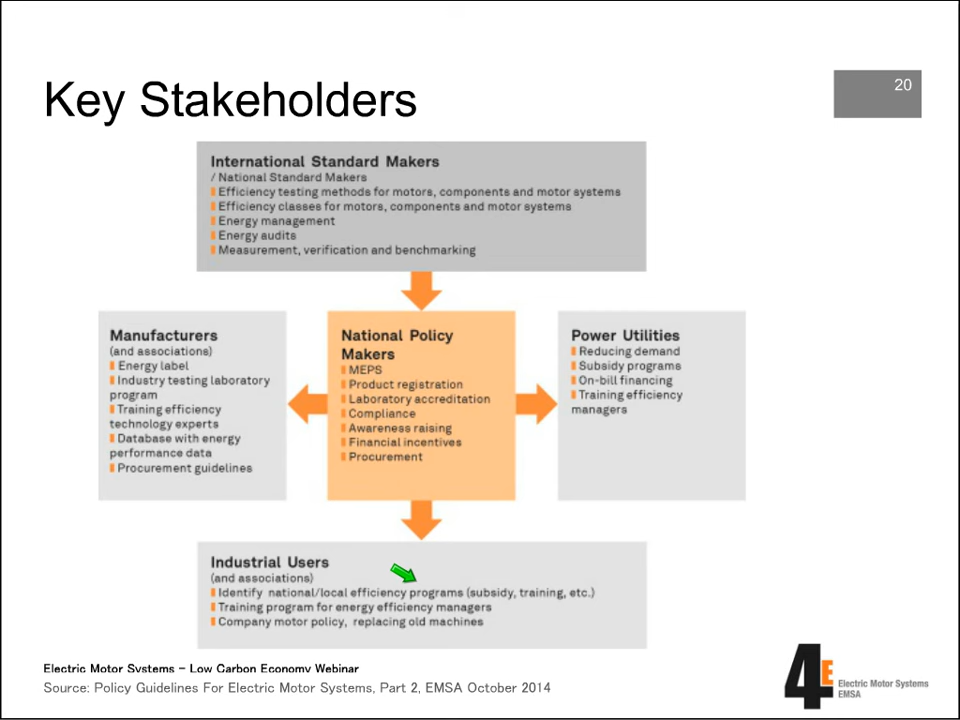 Key Stakeholders
20
International Standard Makers
/ National Standard Makers
Efficiency testing methods for motors, components and motor systems
Efficiency classes for motors, components and motor systems
Energy management
Energy audits
Measurement, verification and benchmarking
Manufacturers
(and associations)
Energy label
Industry testing laboratory
program
Training efficiency
technology experts
Database with energy
performance data
Procurement guidelines
National Policy
Makers
MEPS
Product registration
Laboratory accreditation
Compliance
Awareness raising
Financial incentives
Procurement
Power Utilities
Reducing demand
Subsidy programs
On-bill financing
Training efficiency
managers
Industrial Users
(and associations)
Identify national/local efficiency programs (subsidy, training, etc.)
Training program for energy efficiency managers
Company motor policy, replacing old machines
Electric Motor Systems - Low Carbon Economy Webinar
Source: Policy Guidelines For Electric Motor Systems, Part 2, EMSA October 2014
4E
Electric Motor Systems
EMSA